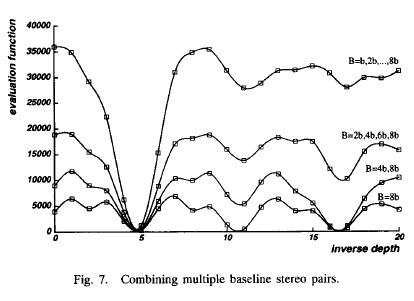 evaluation function
40000
35000
30000
25000
20000
15000
10000
5000
0
B=b,2b,...,8b
B=2b,4b,6b,8b
B=4b,8b
B=8b
0 5 10 15 20
inverse depth
Fig. 7. Combining multiple baseline stereo pairs.